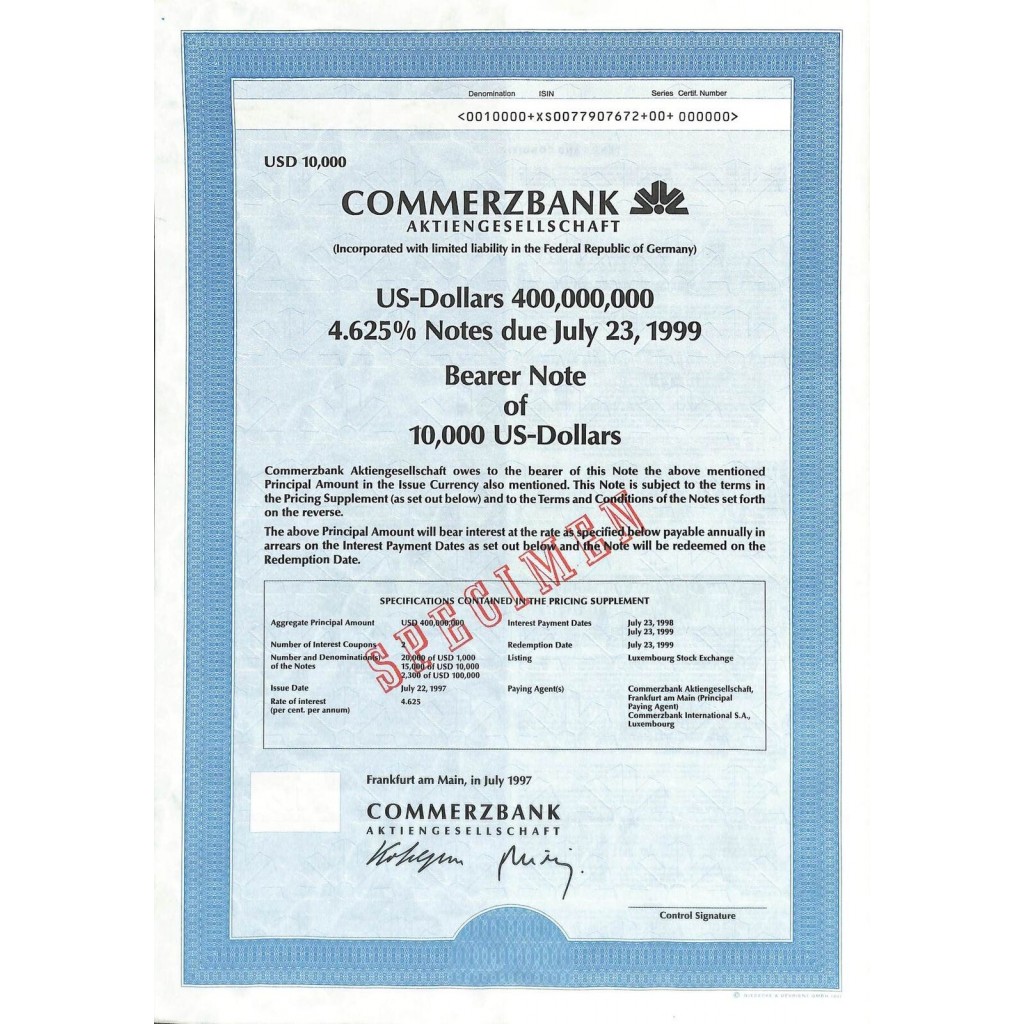 Denomination ISIN Series Certif. Number
<0010000+XS0077907672+00+ 000000>
USD 10,000
COMMERZBANK
AKTIENGESELLSCHAFT
(Incorporated with limited liability in the Federal Republic of Germany)
US-Dollars 400,000,000
4.625% Notes due July 23, 1999
Bearer Note
of
10,000 US-Dollars
Commerzbank Aktiengesellschaft owes to the bearer of this Note the above mentioned
Principal Amount in the Issue Currency also mentioned. This Note is subject to the terms in
the Pricing Supplement (as set out below) and to the Terms and Conditions of the Notes set forth
on the reverse.
The above Principal Amount will bear interest at the rate as specified below payable annually in
arrears on the Interest Payment Dates as set out below and the Note will be redeemed on the
Redemption Date.
SPECIMEN
SPECIFICATIONS CONTAINED IN THE PRICING SUPPLEMENT
Aggregate Principal Amount USD 400,000,000 Interest Payment Dates July 23, 1998
July 23, 1999
Number of Interest Coupons 2 Redemption Date July 23, 1999
Number and Denomination(s) 20,000 of USD 1,000 Listing Luxembourg Stock Exchange
of the Notes 15,000 of USD 10,000
2,300 of USD 100,000
Issue Date July 22, 1997 Paying Agent(s) Commerzbank Aktiengesellschaft,
Rate of interest 4.625 Frankfurt am Main (Principal
(per cent. per annum) Paying Agent)
Commerzbank International S.A.,
Luxembourg
Frankfurt am Main, in July 1997
COMMERZBANK
AKTIENGESELLSCHAFT
Control Signature